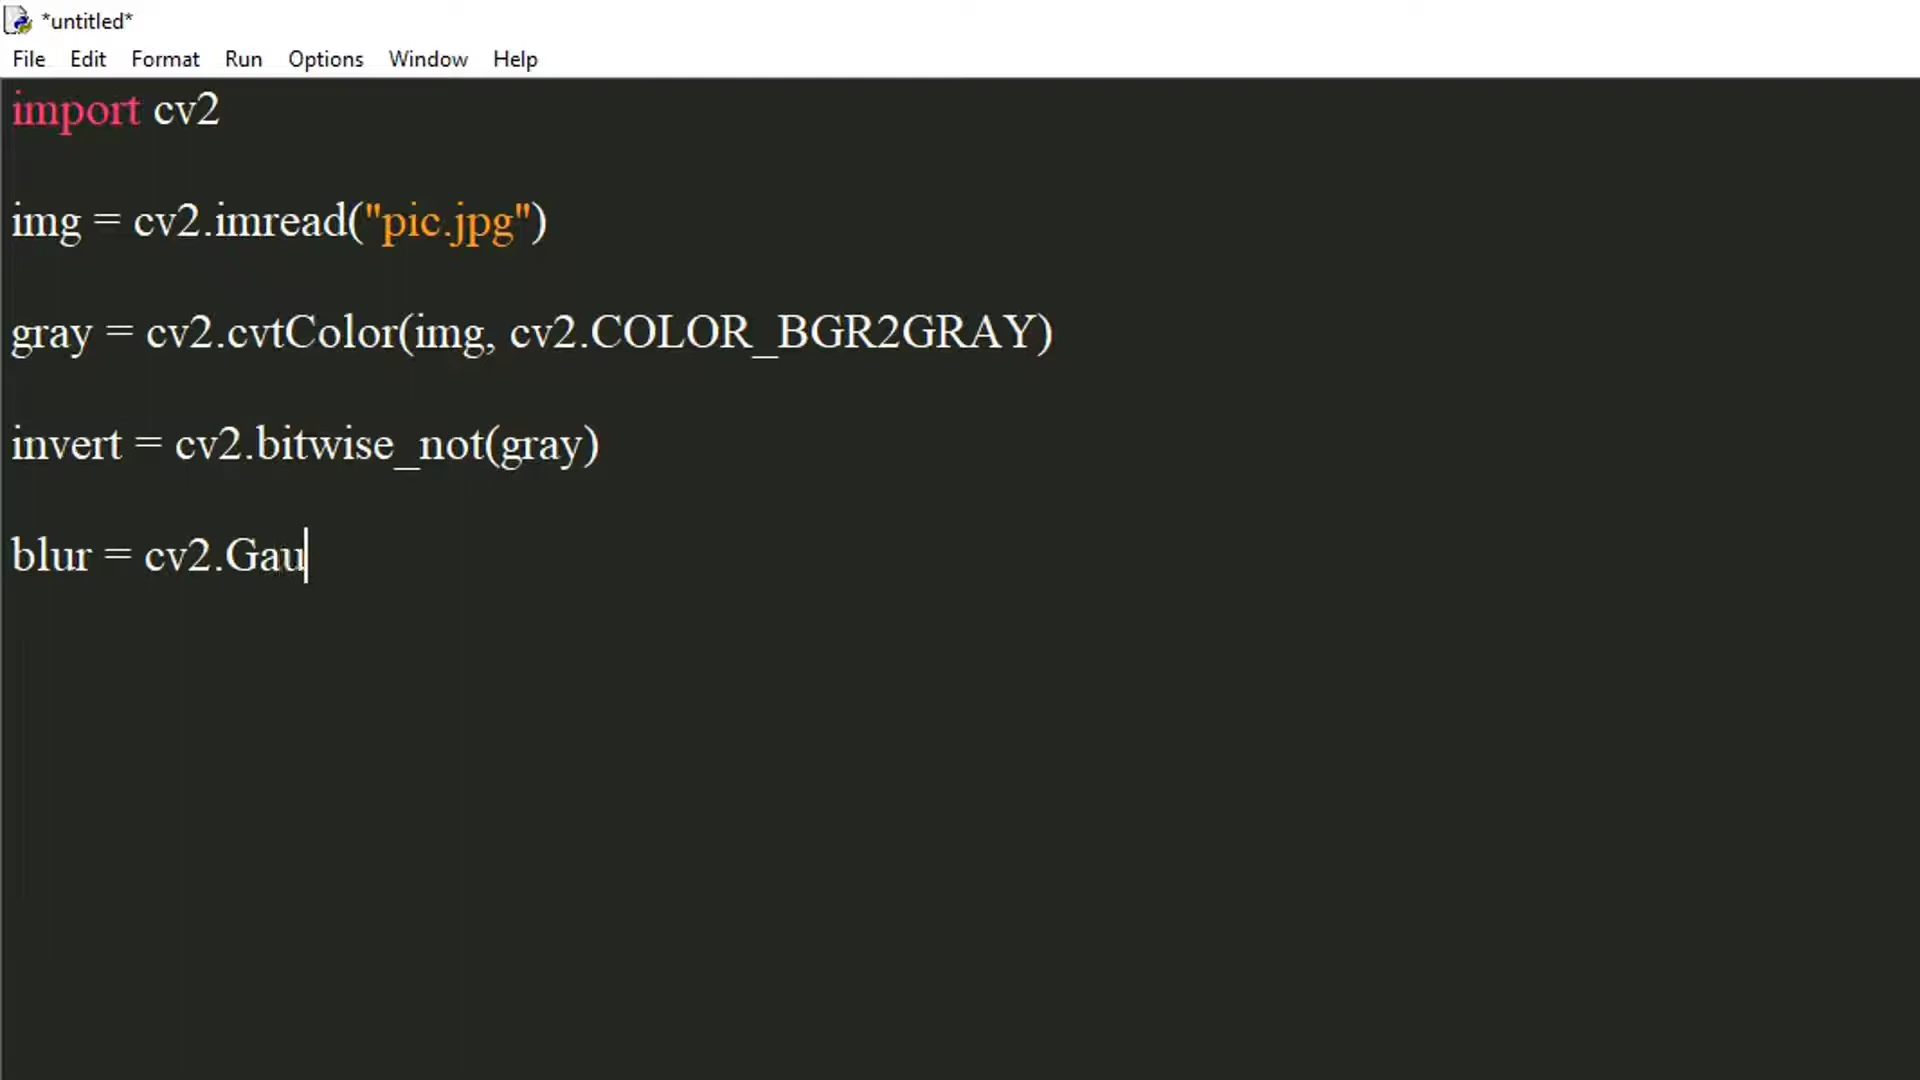 *untitled*
File Edit Format Run Options Window Help
import cv2
img = cv2.imread("pic.jpg")
gray = cv2.cvtColor(img, cv2.COLOR_BGR2GRAY)
invert = cv2.bitwise_not(gray)
blur = cv2.Gau